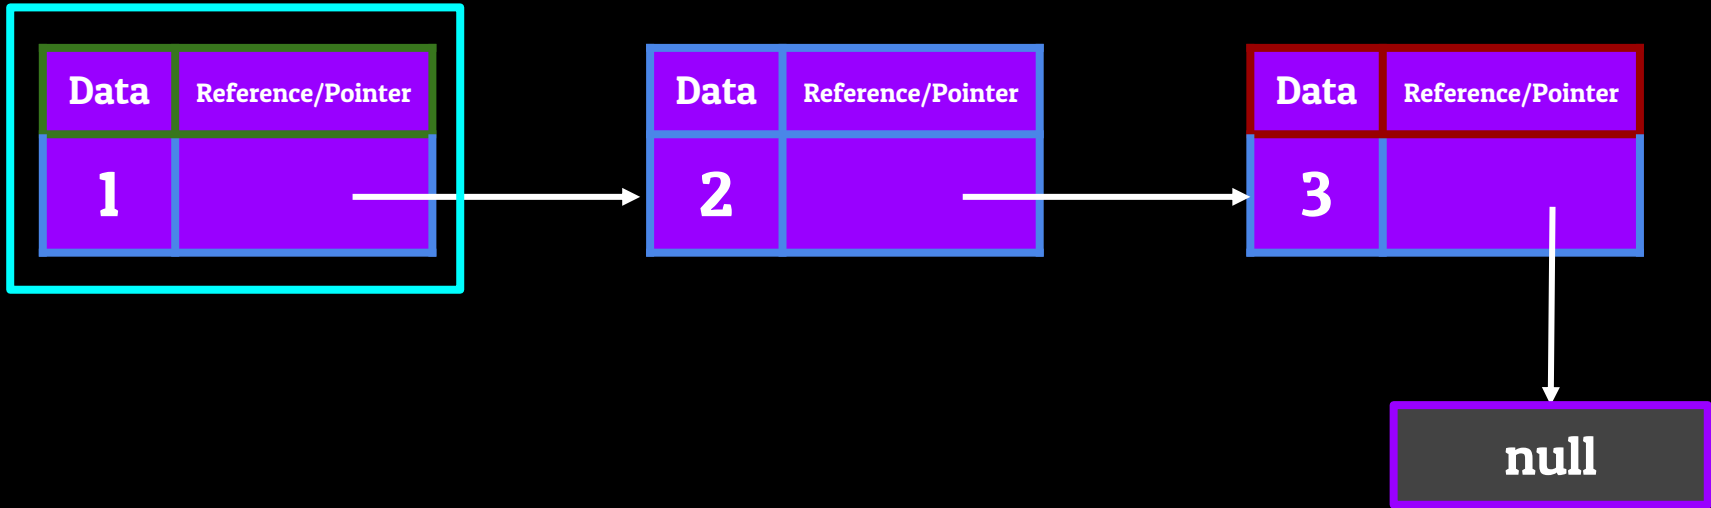 Data Reference/Pointer
1
Data Reference/Pointer
2
Data Reference/Pointer
3
null